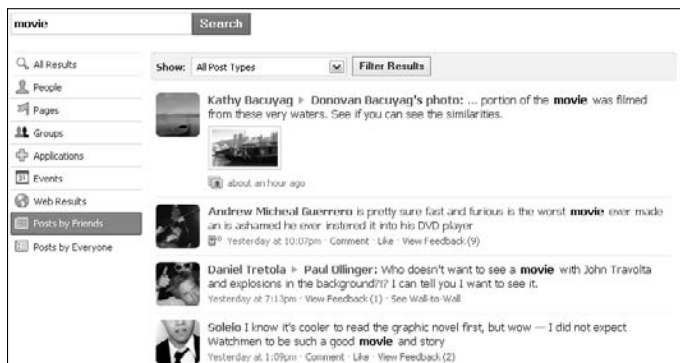 movie Search
All Results
People
Pages
Groups
Applications
Events
Web Results
Posts by Friends
Posts by Everyone
Show: All Post Types Filter Results
Kathy Bacuyag ▸ Donovan Bacuyag's photo: ... portion of the movie was filmed
from these very waters. See if you can see the similarities.
about an hour ago
Andrew Micheal Guerrero is pretty sure fast and furious is the worst movie ever made
an is ashamed he ever instered it into his DVD player
Yesterday at 10:07pm · Comment · Like · View Feedback (9)
Daniel Tretola ▸ Paul Ollinger: Who doesn't want to see a movie with John Travolta
and explosions in the background?!? I can tell you I want to see it.
Yesterday at 7:13pm · View Feedback (1) · See Wall-to-Wall
Soleio I know it's cooler to read the graphic novel first, but wow — I did not expect
Watchmen to be such a good movie and story
Yesterday at 1:09pm · Comment · Like · View Feedback (2)